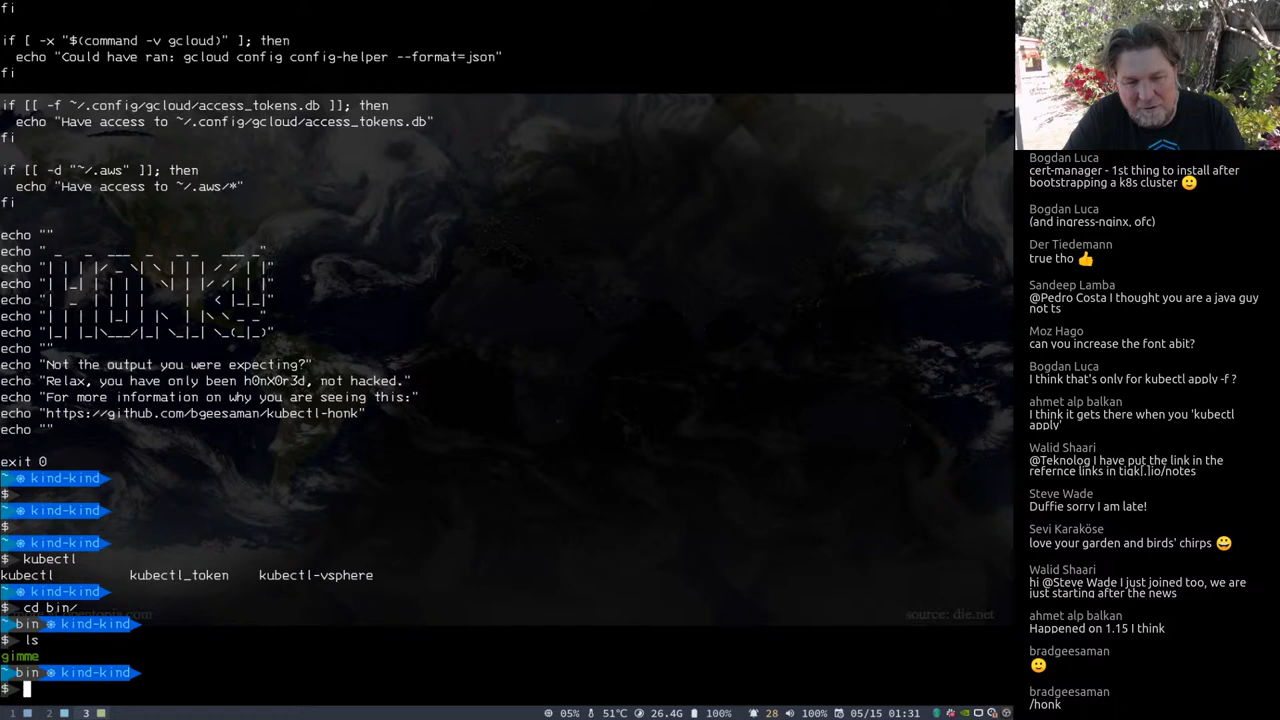 fi
if [ -x "$(command -v gcloud)" ]; then
  echo "Could have ran: gcloud config config-helper --format=json"
fi
if [[ -f ~/.config/gcloud/access_tokens.db ]]; then
  echo "Have access to ~/.config/gcloud/access_tokens.db"
fi
if [[ -d "~/.aws" ]]; then
  echo "Have access to ~/.aws/*"
fi
echo ""
echo " _   _  ___  _   _ _  ___ _"
echo "| | | |/ _ \| \ | | |/ / | |"
echo "| |_| | | | |  \| | ' /| | |"
echo "|  _  | | | |     |  < |_|_|"
echo "| | | | |_| | |\  | . \ _ _"
echo "|_| |_|\___/|_| \_|_|\_(_|_)"
echo ""
echo "Not the output you were expecting?"
echo "Relax, you have only been h0nX0r3d, not hacked."
echo "For more information on why you are seeing this:"
echo "https://github.com/bgeesaman/kubectl-honk"
echo ""
exit 0
~ ⎈ kind-kind
$
~ ⎈ kind-kind
$
~ ⎈ kind-kind
$ kubectl
kubectl kubectl_token kubectl-vsphere
~ ⎈ kind-kind
$ cd bin/
~ bin ⎈ kind-kind
$ ls
gimme
~ bin ⎈ kind-kind
$
source: die.net
1 2 3 05% 51°C 26.4G 100% 28 100% 05/15 01:31
Bogdan Luca
cert-manager - 1st thing to install after
bootstrapping a k8s cluster 🙂
Bogdan Luca
(and ingress-nginx, ofc)
Der Tiedemann
true tho 👍
Sandeep Lamba
@Pedro Costa I thought you are a java guy
not ts
Moz Hago
can you increase the font abit?
Bogdan Luca
I think that's only for kubectl apply -f ?
ahmet alp balkan
I think it gets there when you 'kubectl
apply'
Walid Shaari
@Teknolog I have put the link in the
refernce links in tigk[.]io/notes
Steve Wade
Duffie sorry I am late!
Sevi Karaköse
love your garden and birds' chirps 😀
Walid Shaari
hi @Steve Wade I just joined too, we are
just starting after the news
ahmet alp balkan
Happened on 1.15 I think
bradgeesaman
🙂
bradgeesaman
/honk